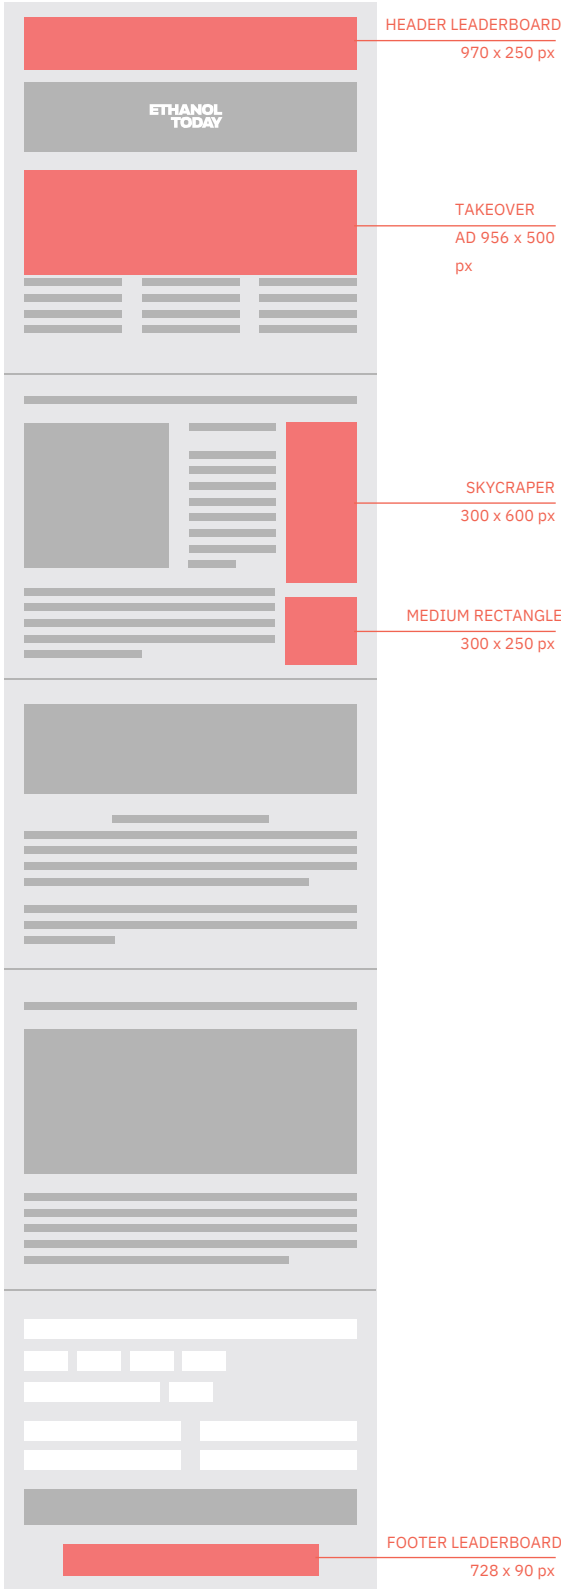 HEADER LEADERBOARD
970 x 250 px
ETHANOL
TODAY
TAKEOVER
AD 956 x 500
px
SKYCRAPER
300 x 600 px
MEDIUM RECTANGLE
300 x 250 px
FOOTER LEADERBOARD
728 x 90 px